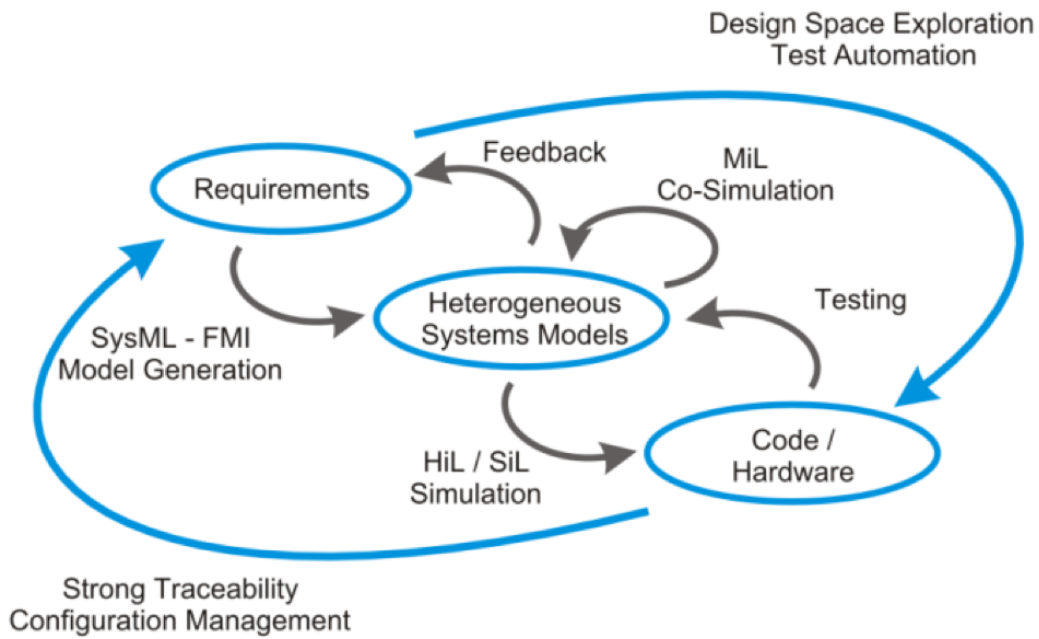 Design Space Exploration
Test Automation
Feedback
MiL
Co-Simulation
Requirements
Heterogeneous
Systems Models
Testing
SysML - FMI
Model Generation
Code /
Hardware
HiL / SiL
Simulation
Strong Traceability
Configuration Management